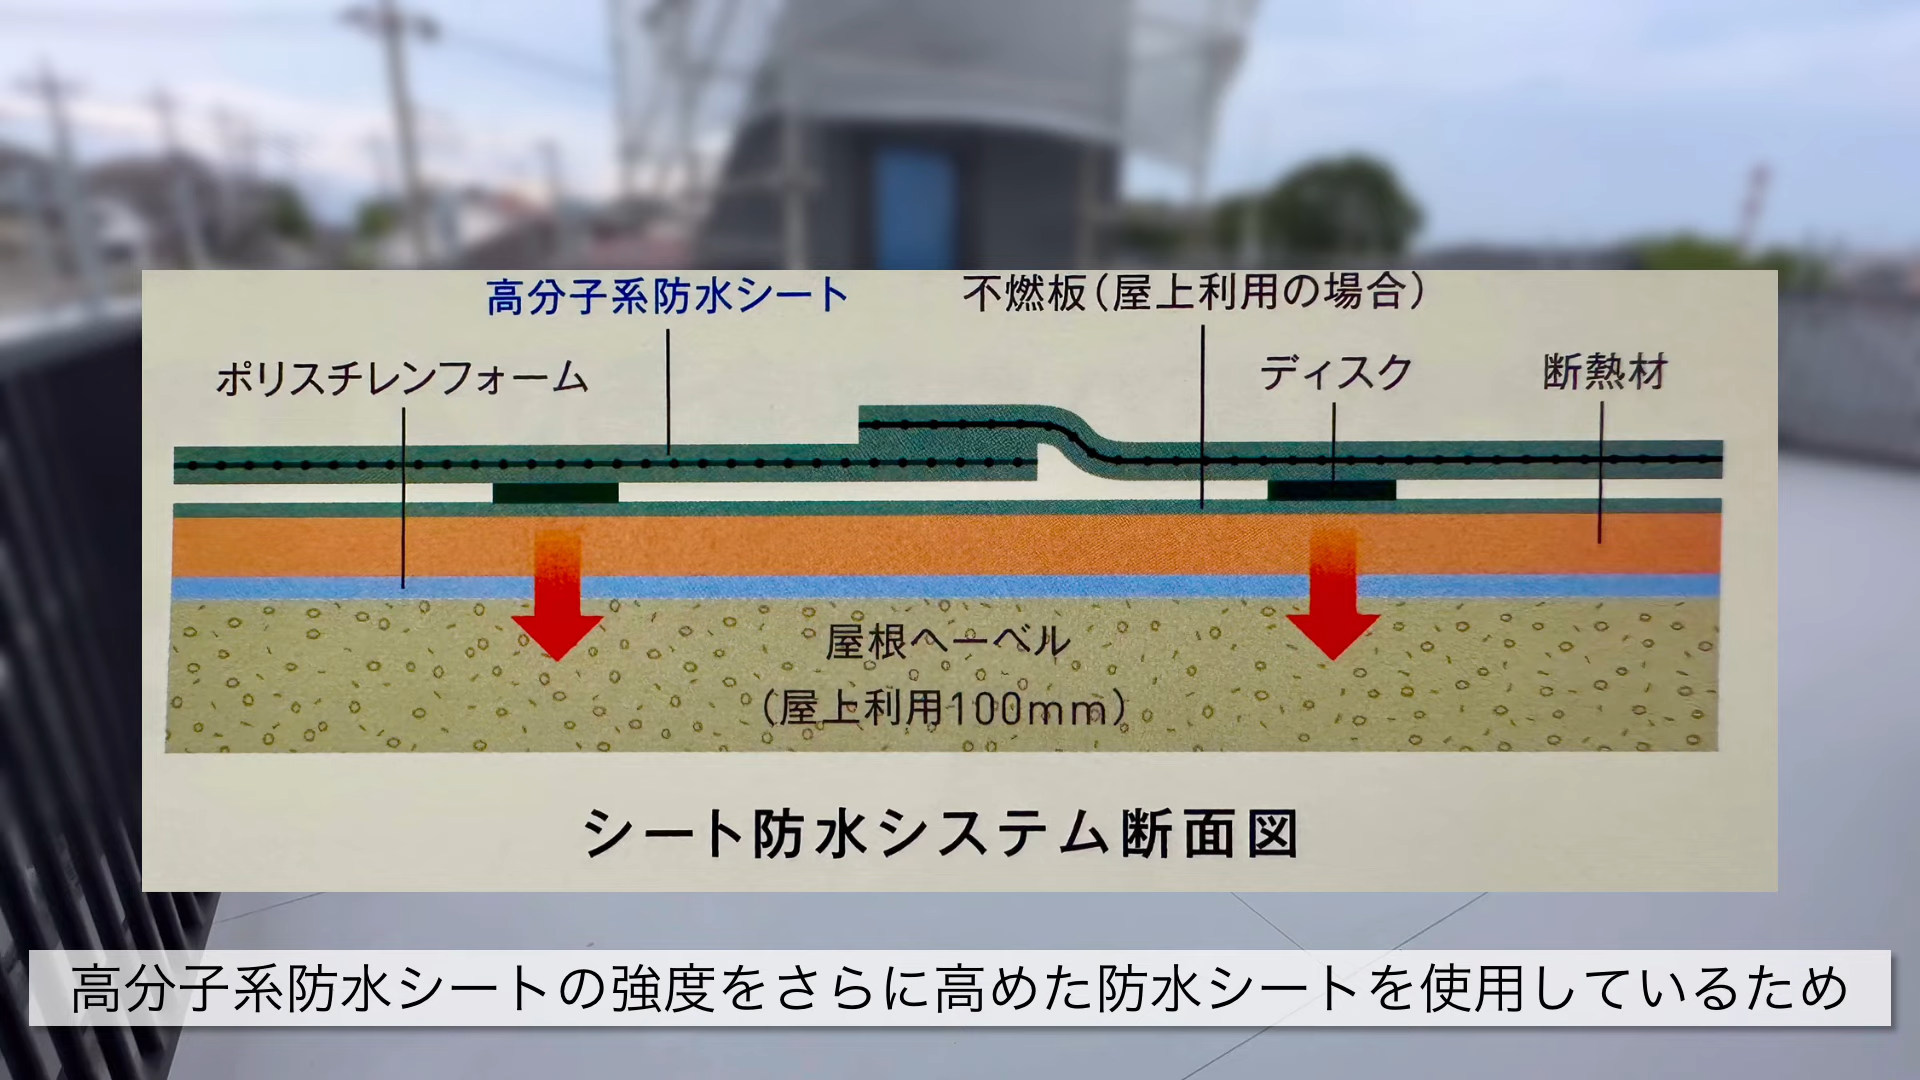 高分子系防水シート
不燃板（屋上利用の場合）
ポリスチレンフォーム
ディスク
断熱材
屋根ヘーベル
（屋上利用100mm）
シート防水システム断面図
高分子系防水シートの強度をさらに高めた防水シートを使用しているため